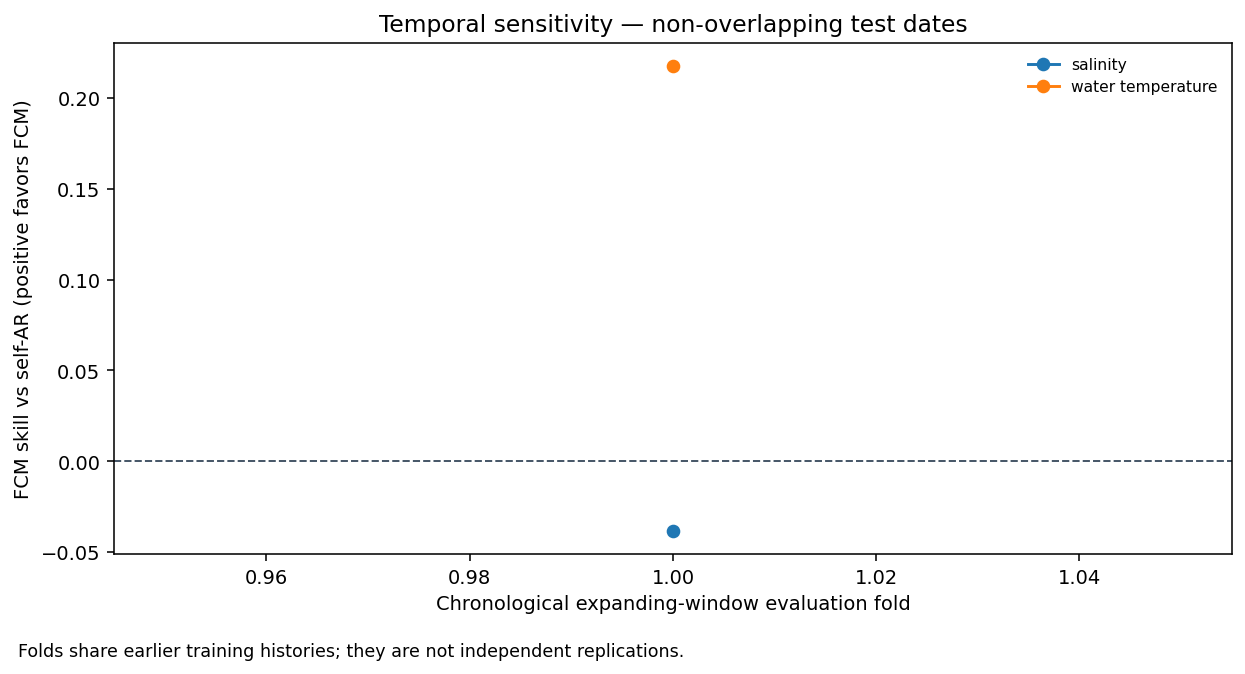 Temporal sensitivity — non-overlapping test dates
FCM skill vs self-AR (positive favors FCM)
0.20
0.15
0.10
0.05
0.00
−0.05
salinity
water temperature
0.96
0.98
1.00
1.02
1.04
Chronological expanding-window evaluation fold
Folds share earlier training histories; they are not independent replications.